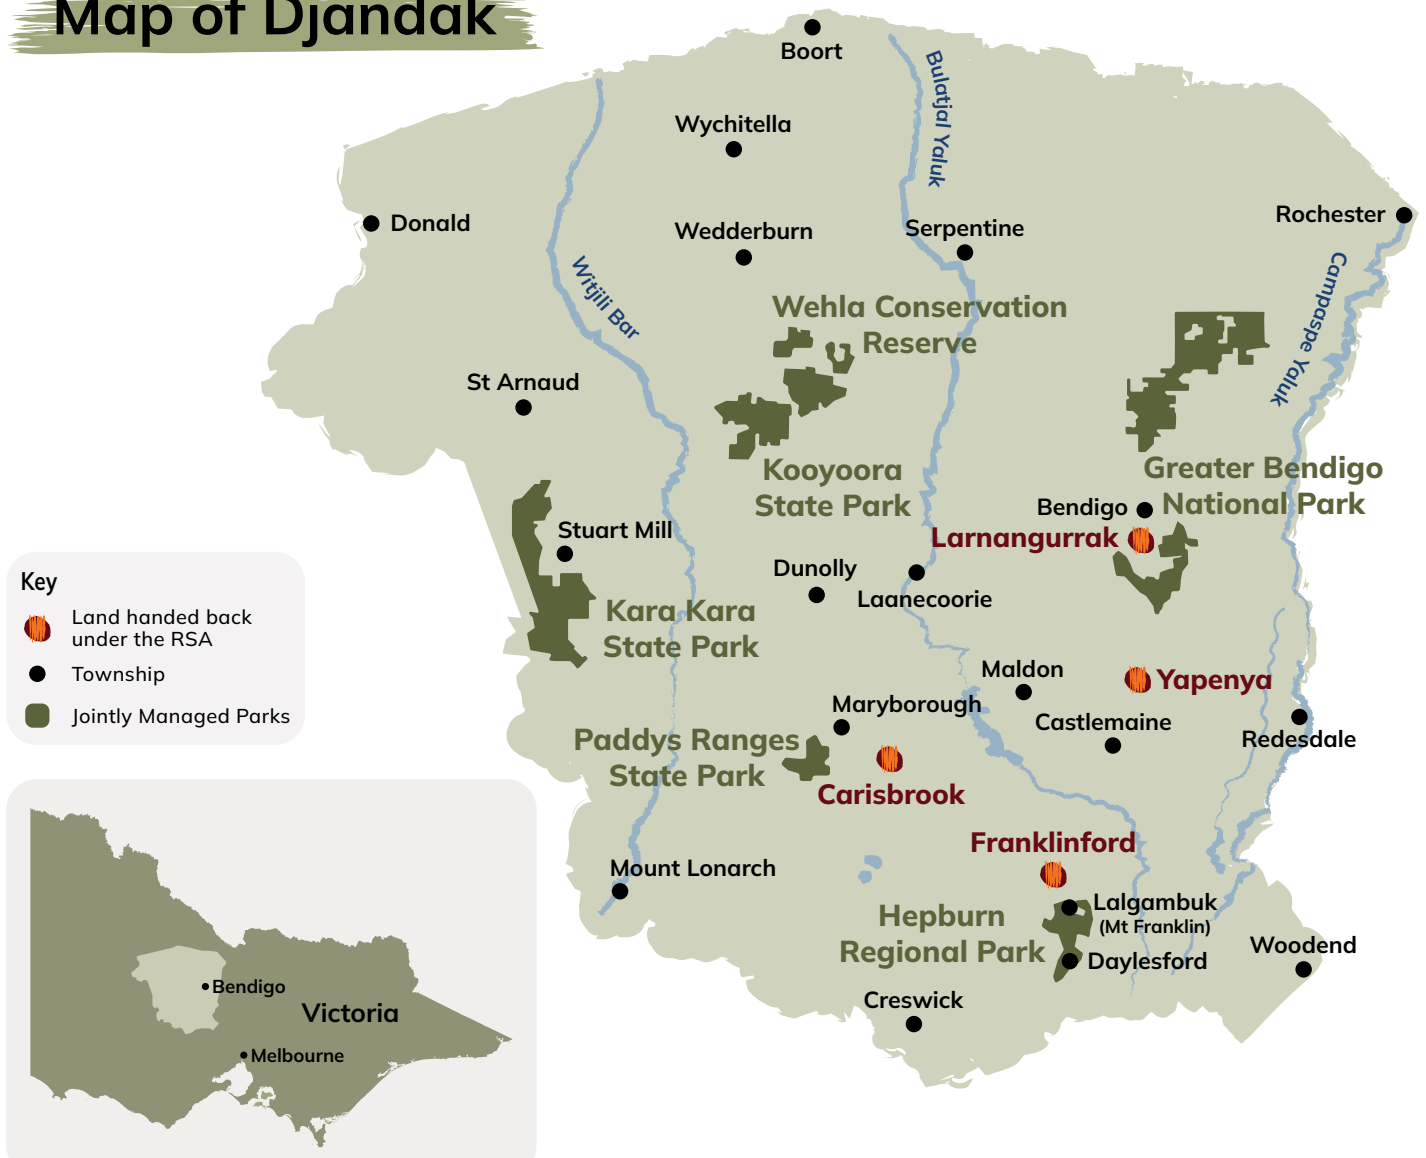 Map of Djandak
Boort
Bulatjal Yaluk
Wychitella
Donald
Wedderburn
Serpentine
Rochester
Witjili Bar
Campaspe Yaluk
Wehla Conservation
Reserve
St Arnaud
Kooyoora
State Park
Greater Bendigo
National Park
Bendigo
Larnangurrak
Stuart Mill
Dunolly
Laanecoorie
Kara Kara
State Park
Maldon
Yapenya
Maryborough
Castlemaine
Redesdale
Paddys Ranges
State Park
Carisbrook
Franklinford
Mount Lonarch
Lalgambuk
(Mt Franklin)
Hepburn
Regional Park
Daylesford
Woodend
Creswick
Key
Land handed back
under the RSA
Township
Jointly Managed Parks
Bendigo
Victoria
Melbourne